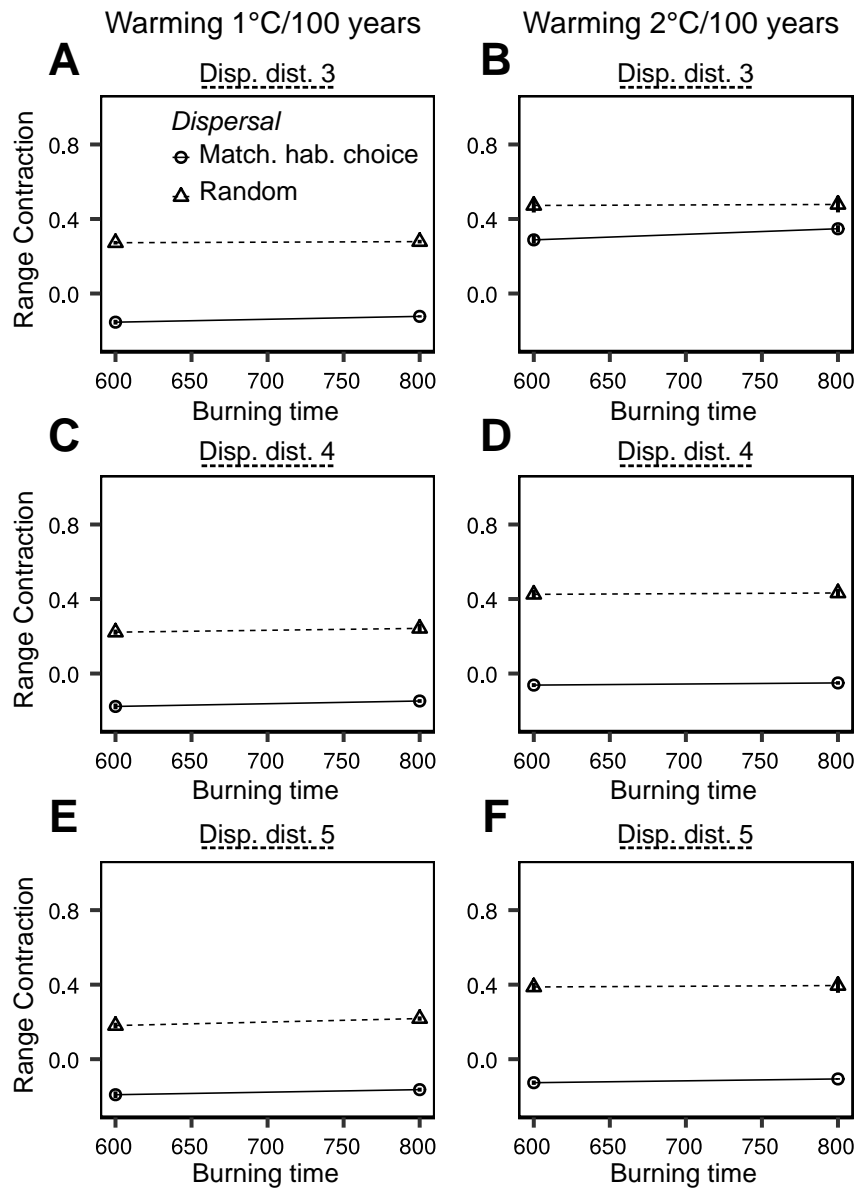 Warming 1°C/100 years
Warming 2°C/100 years
A
Disp. dist. 3
0.8
0.4
0.0
Range Contraction
Dispersal
Match. hab. choice
Random
600 650 700 750 800
Burning time
B
Disp. dist. 3
0.8
0.4
0.0
600 650 700 750 800
Burning time
C
Disp. dist. 4
0.8
0.4
0.0
Range Contraction
600 650 700 750 800
Burning time
D
Disp. dist. 4
0.8
0.4
0.0
600 650 700 750 800
Burning time
E
Disp. dist. 5
0.8
0.4
0.0
Range Contraction
600 650 700 750 800
Burning time
F
Disp. dist. 5
0.8
0.4
0.0
600 650 700 750 800
Burning time